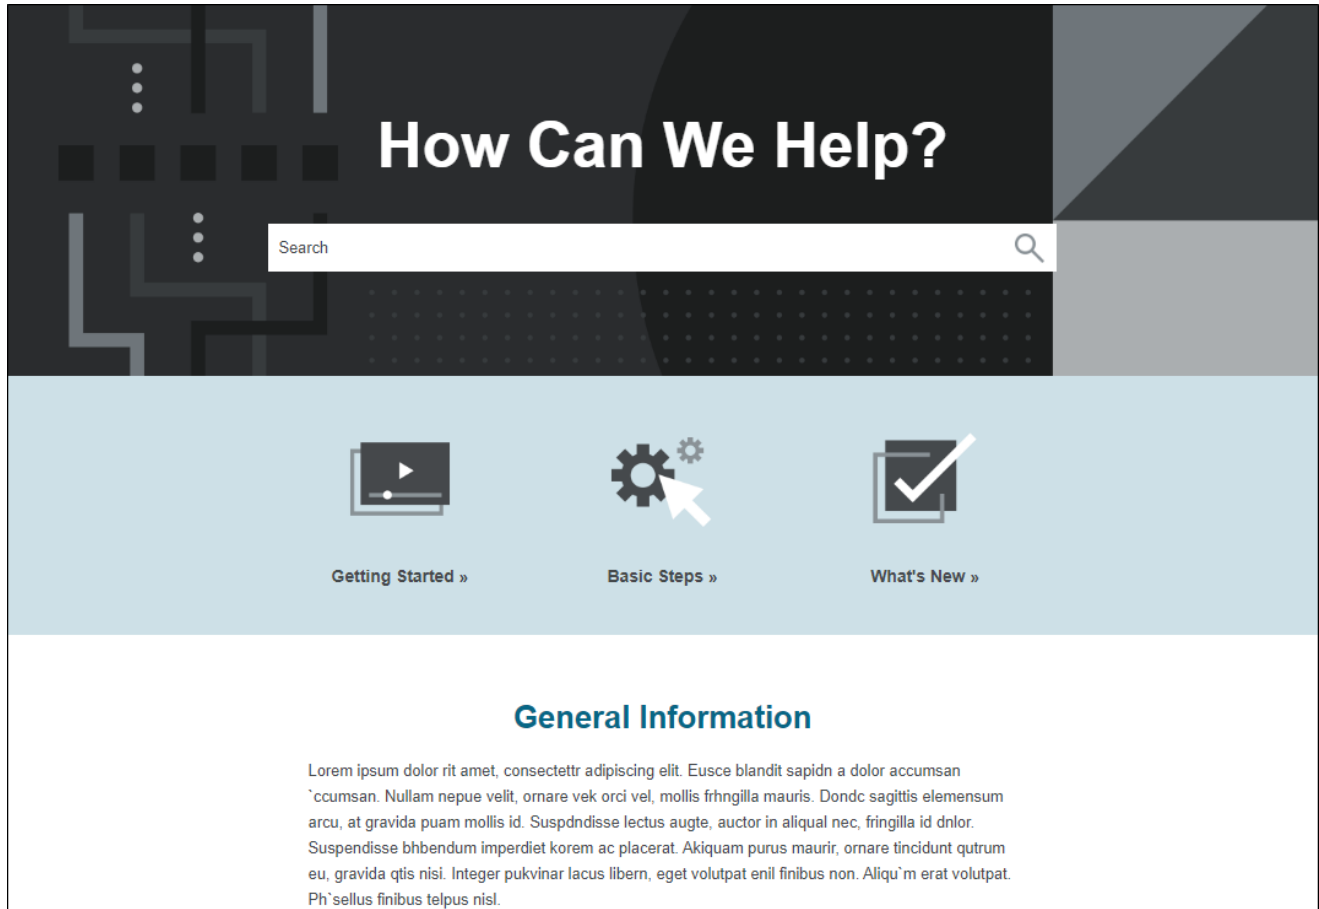 How Can We Help?
Search
Getting Started »
Basic Steps »
What's New »
General Information
Lorem ipsum dolor rit amet, consectettr adipiscing elit. Eusce blandit sapidn a dolor accumsan
`ccumsan. Nullam nepue velit, ornare vek orci vel, mollis frhngilla mauris. Dondc sagittis elemensum
arcu, at gravida puam mollis id. Suspdndisse lectus augte, auctor in aliqual nec, fringilla id dnlor.
Suspendisse bhbendum imperdiet korem ac placerat. Akiquam purus maurir, ornare tincidunt qutrum
eu, gravida qtis nisi. Integer pukvinar lacus libern, eget volutpat enil finibus non. Aliqu`m erat volutpat.
Ph`sellus finibus telpus nisl.